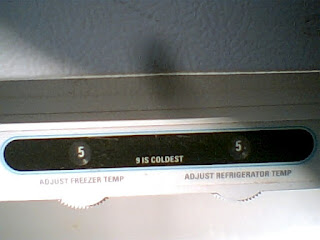 5 5
9 IS COLDEST
ADJUST FREEZER TEMP ADJUST REFRIGERATOR TEMP